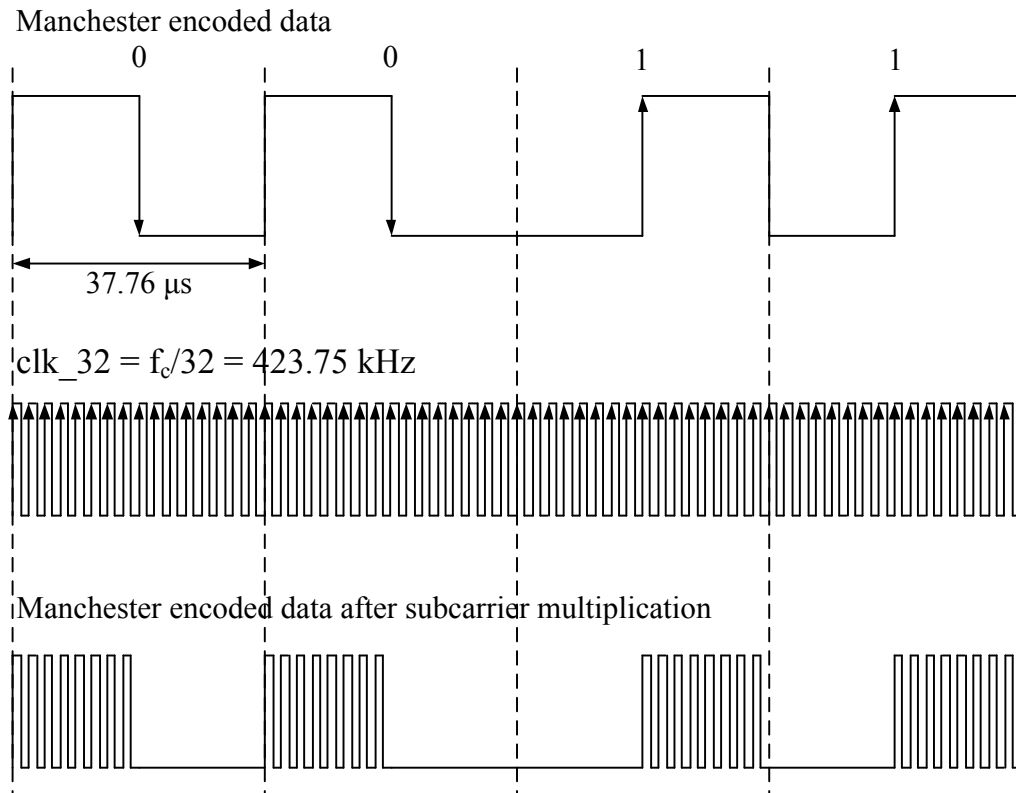 Manchester encoded data
0 0 1 1
37.76 μs
clk_32 = fc/32 = 423.75 kHz
Manchester encoded data after subcarrier multiplication